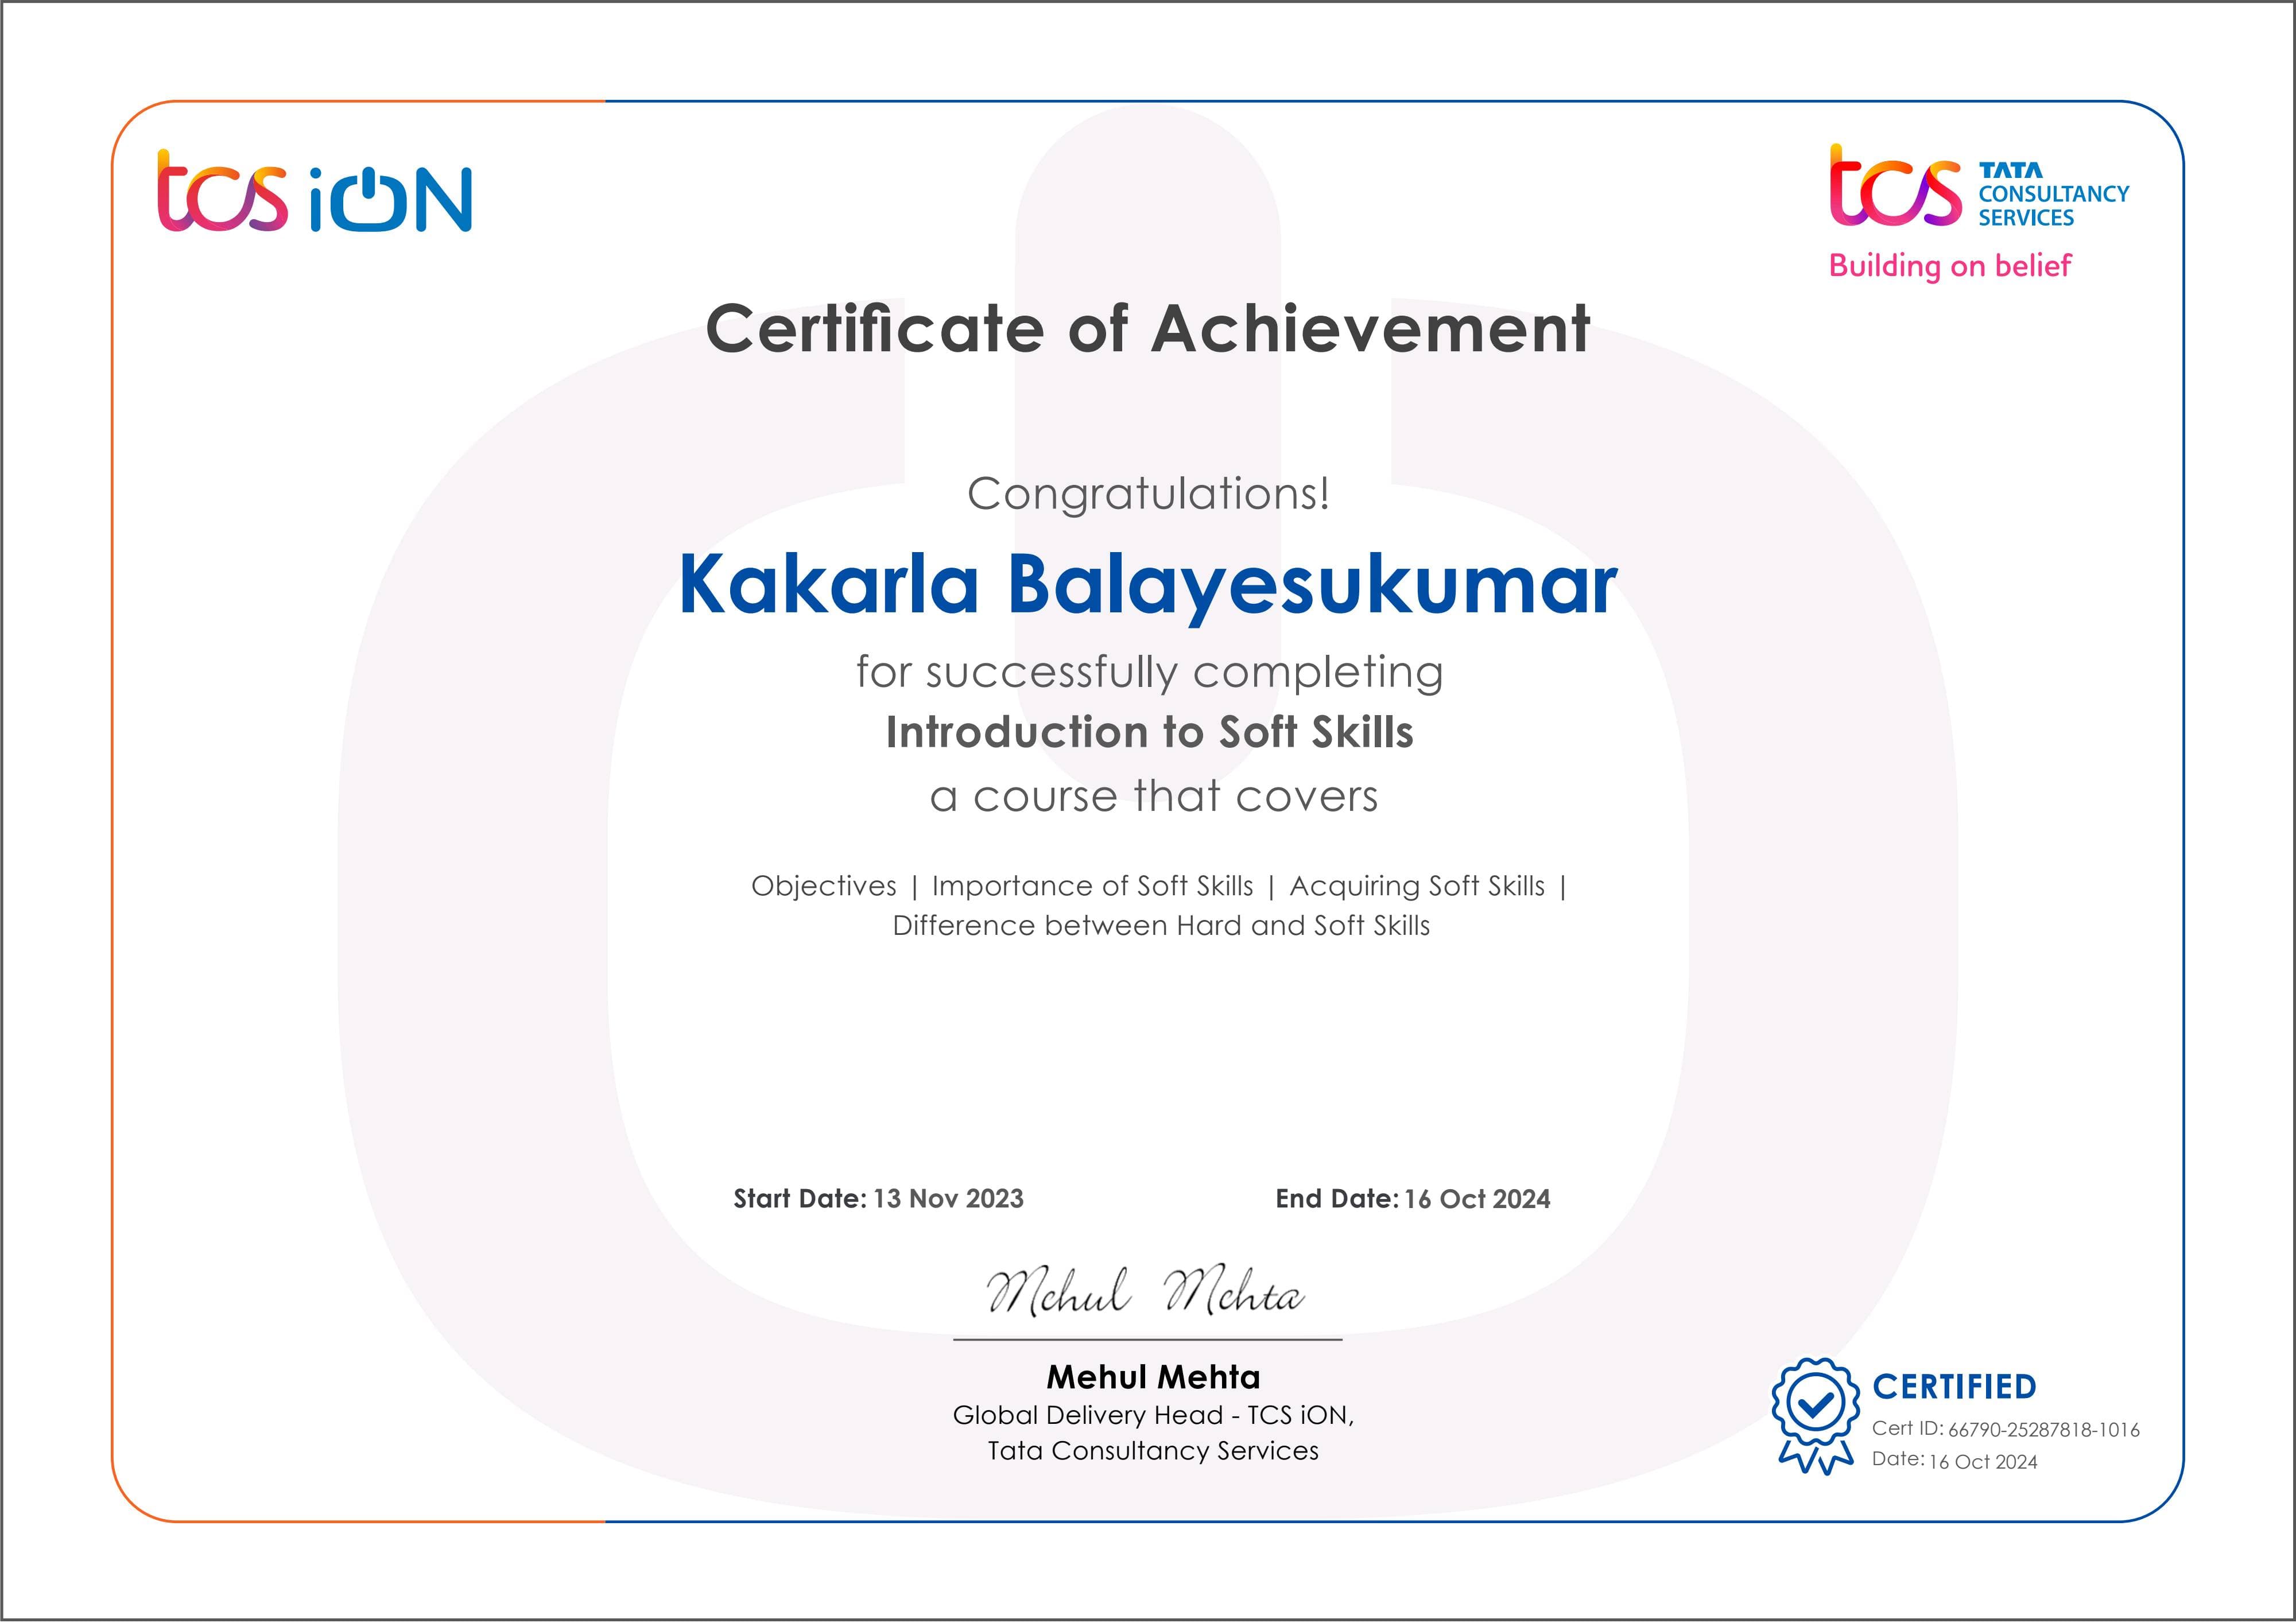 tcs iON
tcs TATA
CONSULTANCY
SERVICES
Building on belief
Certificate of Achievement
Congratulations!
Kakarla Balayesukumar
for successfully completing
Introduction to Soft Skills
a course that covers
Objectives | Importance of Soft Skills | Acquiring Soft Skills |
Difference between Hard and Soft Skills
Start Date: 13 Nov 2023 End Date: 16 Oct 2024
Mehul Mehta
Mehul Mehta
Global Delivery Head - TCS iON,
Tata Consultancy Services
CERTIFIED
Cert ID: 66790-25287818-1016
Date: 16 Oct 2024